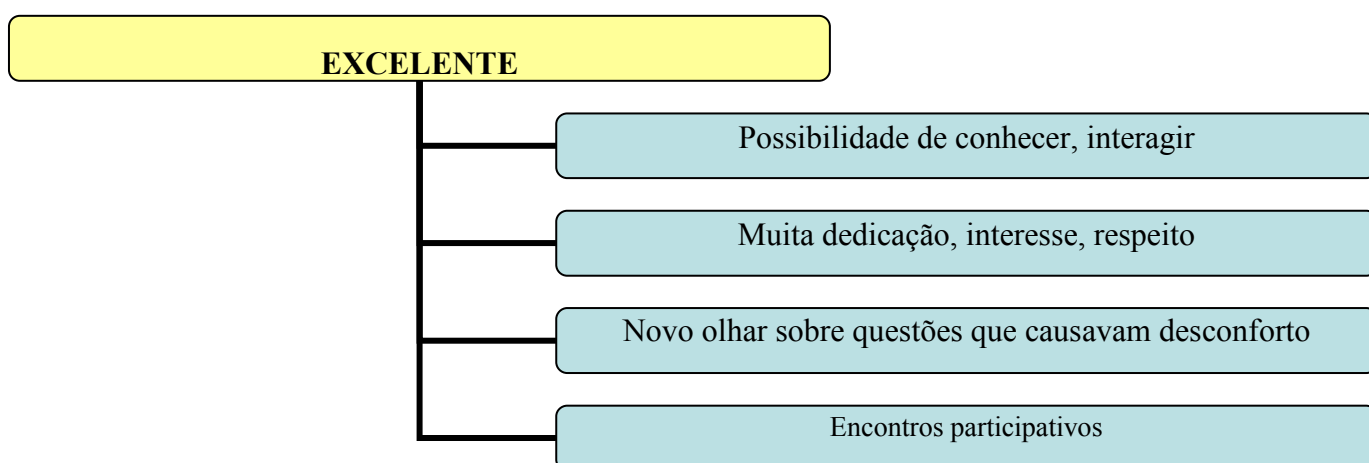 EXCELENTE
Possibilidade de conhecer, interagir
Muita dedicação, interesse, respeito
Novo olhar sobre questões que causavam desconforto
Encontros participativos